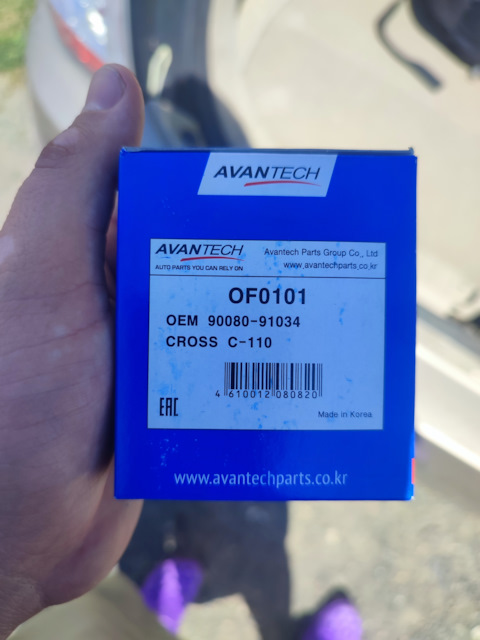 AVANTECH
AVANTECH
AUTO PARTS YOU CAN RELY ON
Avantech Parts Group Co., Ltd
www.avantechparts.co.kr
OF0101
OEM 90080-91034
CROSS C-110
4 610012 080820
EAC
Made in Korea
www.avantechparts.co.kr